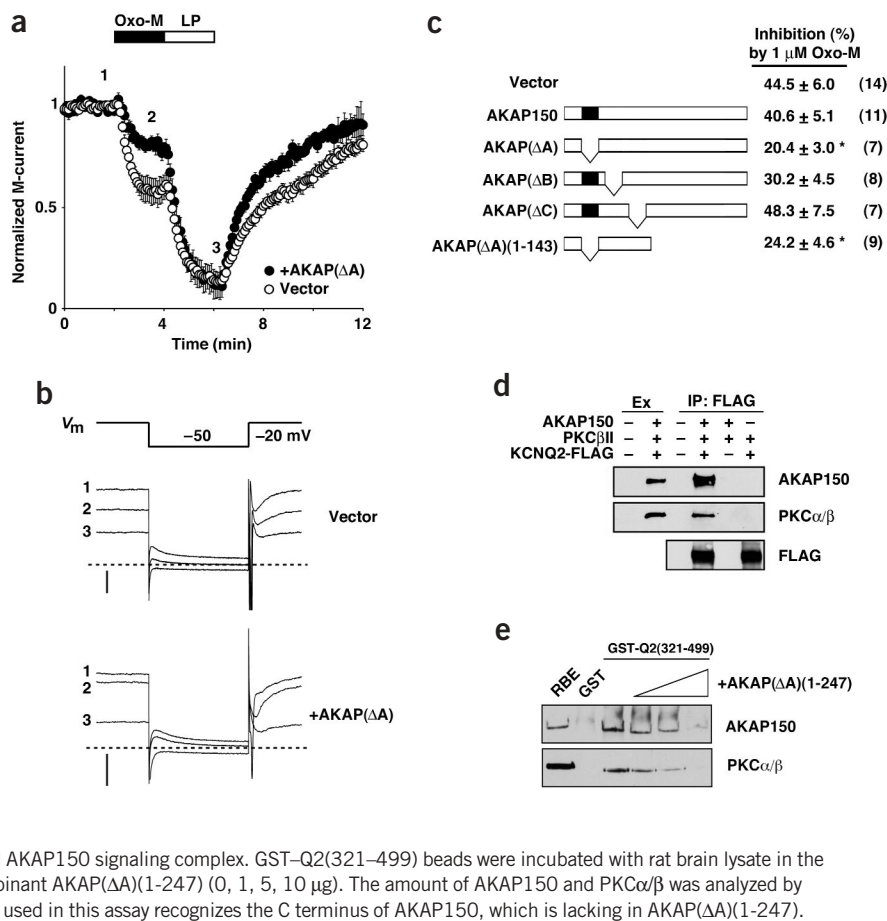 a
Oxo-M LP
1
2
3
1
0.5
0
Normalized M-current
+AKAP(ΔA)
Vector
0 4 8 12
Time (min)
b
Vm
–50
–20 mV
1
2
3
Vector
1
2
3
+AKAP(ΔA)
c
Inhibition (%)
by 1 μM Oxo-M
Vector 44.5 ± 6.0 (14)
AKAP150 40.6 ± 5.1 (11)
AKAP(ΔA) 20.4 ± 3.0 * (7)
AKAP(ΔB) 30.2 ± 4.5 (8)
AKAP(ΔC) 48.3 ± 7.5 (7)
AKAP(ΔA)(1-143) 24.2 ± 4.6 * (9)
d
Ex IP: FLAG
AKAP150 – + – + + –
PKCβII – + – + + +
KCNQ2-FLAG – + – + – +
AKAP150
PKCα/β
FLAG
e
GST-Q2(321-499)
RBE GST +AKAP(ΔA)(1-247)
AKAP150
PKCα/β
AKAP150 signaling complex. GST–Q2(321–499) beads were incubated with rat brain lysate in the
binant AKAP(ΔA)(1-247) (0, 1, 5, 10 μg). The amount of AKAP150 and PKCα/β was analyzed by
used in this assay recognizes the C terminus of AKAP150, which is lacking in AKAP(ΔA)(1-247).